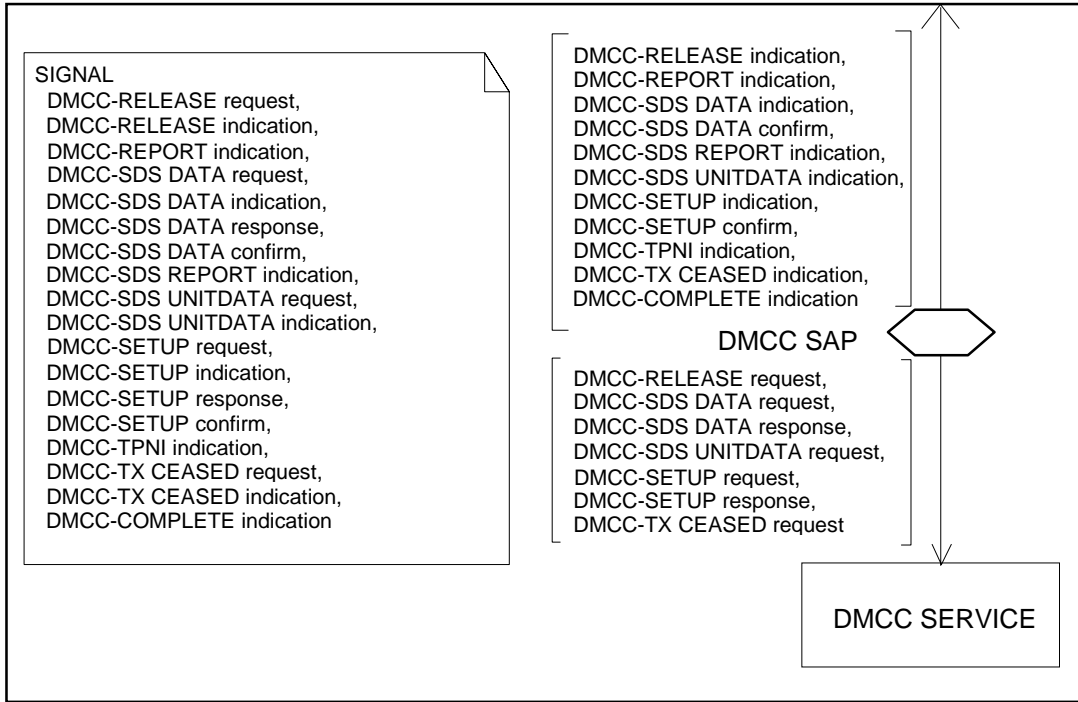 SIGNAL
DMCC-RELEASE request,
DMCC-RELEASE indication,
DMCC-REPORT indication,
DMCC-SDS DATA request,
DMCC-SDS DATA indication,
DMCC-SDS DATA response,
DMCC-SDS DATA confirm,
DMCC-SDS REPORT indication,
DMCC-SDS UNITDATA request,
DMCC-SDS UNITDATA indication,
DMCC-SETUP request,
DMCC-SETUP indication,
DMCC-SETUP response,
DMCC-SETUP confirm,
DMCC-TPNI indication,
DMCC-TX CEASED request,
DMCC-TX CEASED indication,
DMCC-COMPLETE indication
DMCC-RELEASE indication,
DMCC-REPORT indication,
DMCC-SDS DATA indication,
DMCC-SDS DATA confirm,
DMCC-SDS REPORT indication,
DMCC-SDS UNITDATA indication,
DMCC-SETUP indication,
DMCC-SETUP confirm,
DMCC-TPNI indication,
DMCC-TX CEASED indication,
DMCC-COMPLETE indication
DMCC SAP
DMCC-RELEASE request,
DMCC-SDS DATA request,
DMCC-SDS DATA response,
DMCC-SDS UNITDATA request,
DMCC-SETUP request,
DMCC-SETUP response,
DMCC-TX CEASED request
DMCC SERVICE